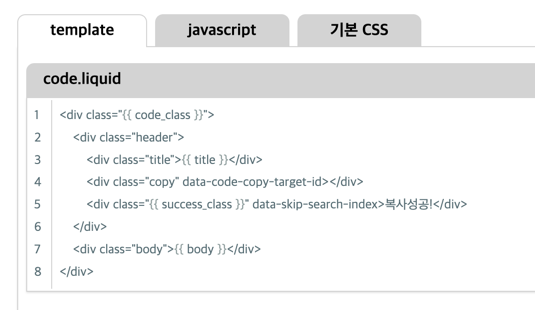 template javascript 기본 CSS
code.liquid
1 <div class="{{ code_class }}">
2 <div class="header">
3 <div class="title">{{ title }}</div>
4 <div class="copy" data-code-copy-target-id></div>
5 <div class="{{ success_class }}" data-skip-search-index>복사성공!</div>
6 </div>
7 <div class="body">{{ body }}</div>
8 </div>